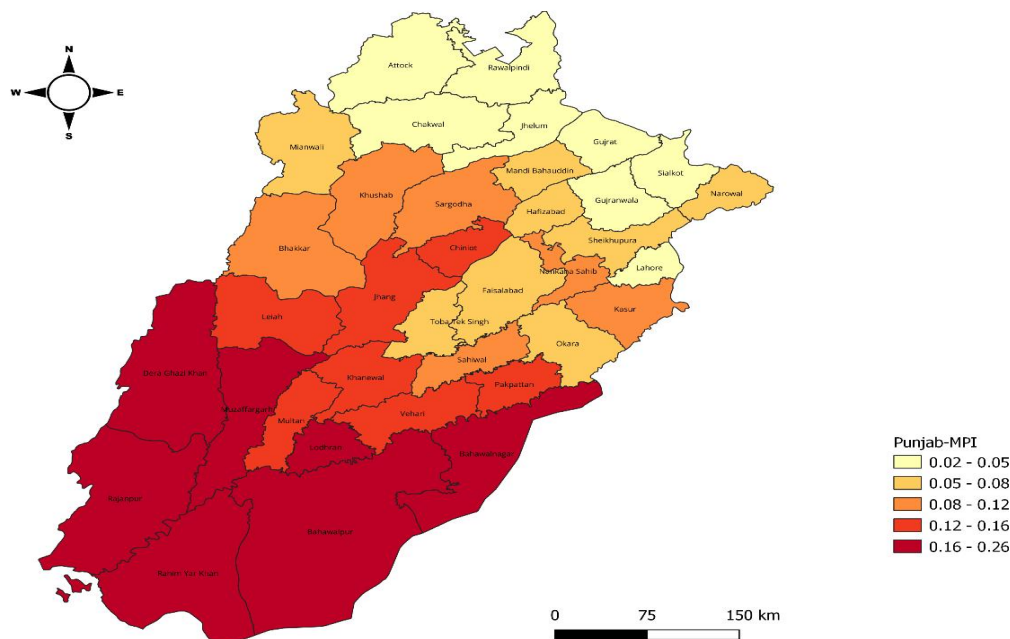 N
W E
S
Attock
Rawalpindi
Chakwal
Jhelum
Gujrat
Mianwali
Mandi Bahauddin
Sialkot
Khushab
Sargodha
Gujranwala
Narowal
Hafizabad
Bhakkar
Chiniot
Sheikhupura
Lahore
Nankana Sahib
Jhang
Faisalabad
Leiah
Kasur
Toba Tek Singh
Okara
Sahiwal
Dera Ghazi Khan
Khanewal
Pakpattan
Muzaffargarh
Vehari
Multan
Lodhran
Bahawalnagar
Rajanpur
Bahawalpur
Rahim Yar Khan
Punjab-MPI
0.02 - 0.05
0.05 - 0.08
0.08 - 0.12
0.12 - 0.16
0.16 - 0.26
0 75 150 km